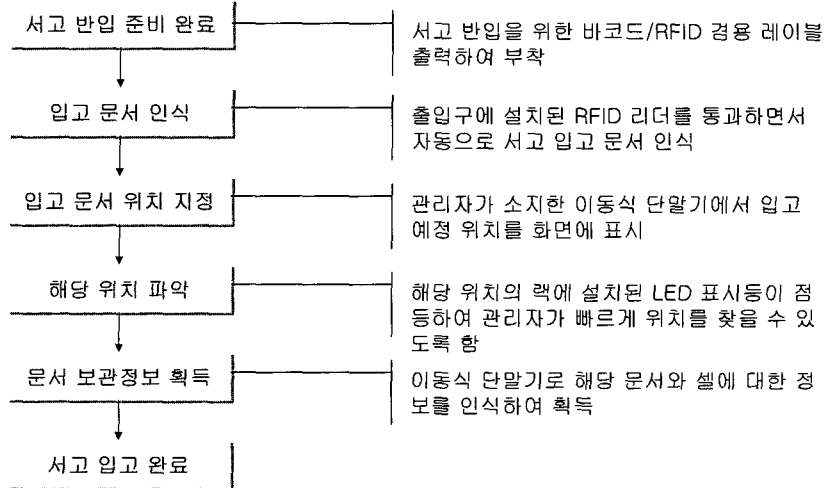 서고 반입 준비 완료
서고 반입을 위한 바코드/RFID 겸용 레이블
출력하여 부착
입고 문서 인식
출입구에 설치된 RFID 리더를 통과하면서
자동으로 서고 입고 문서 인식
입고 문서 위치 지정
관리자가 소지한 이동식 단말기에서 입고
예정 위치를 화면에 표시
해당 위치 파악
해당 위치의 랙에 설치된 LED 표시등이 점
등하여 관리자가 빠르게 위치를 찾을 수 있
도록 함
문서 보관정보 획득
이동식 단말기로 해당 문서와 셀에 대한 정
보를 인식하여 획득
서고 입고 완료